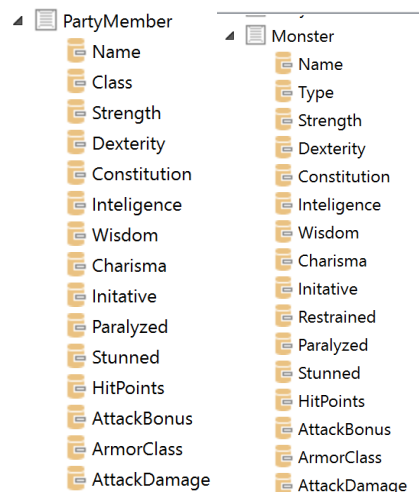 PartyMember
Name
Class
Strength
Dexterity
Constitution
Inteligence
Wisdom
Charisma
Initative
Paralyzed
Stunned
HitPoints
AttackBonus
ArmorClass
AttackDamage
Monster
Name
Type
Strength
Dexterity
Constitution
Inteligence
Wisdom
Charisma
Initative
Restrained
Paralyzed
Stunned
HitPoints
AttackBonus
ArmorClass
AttackDamage